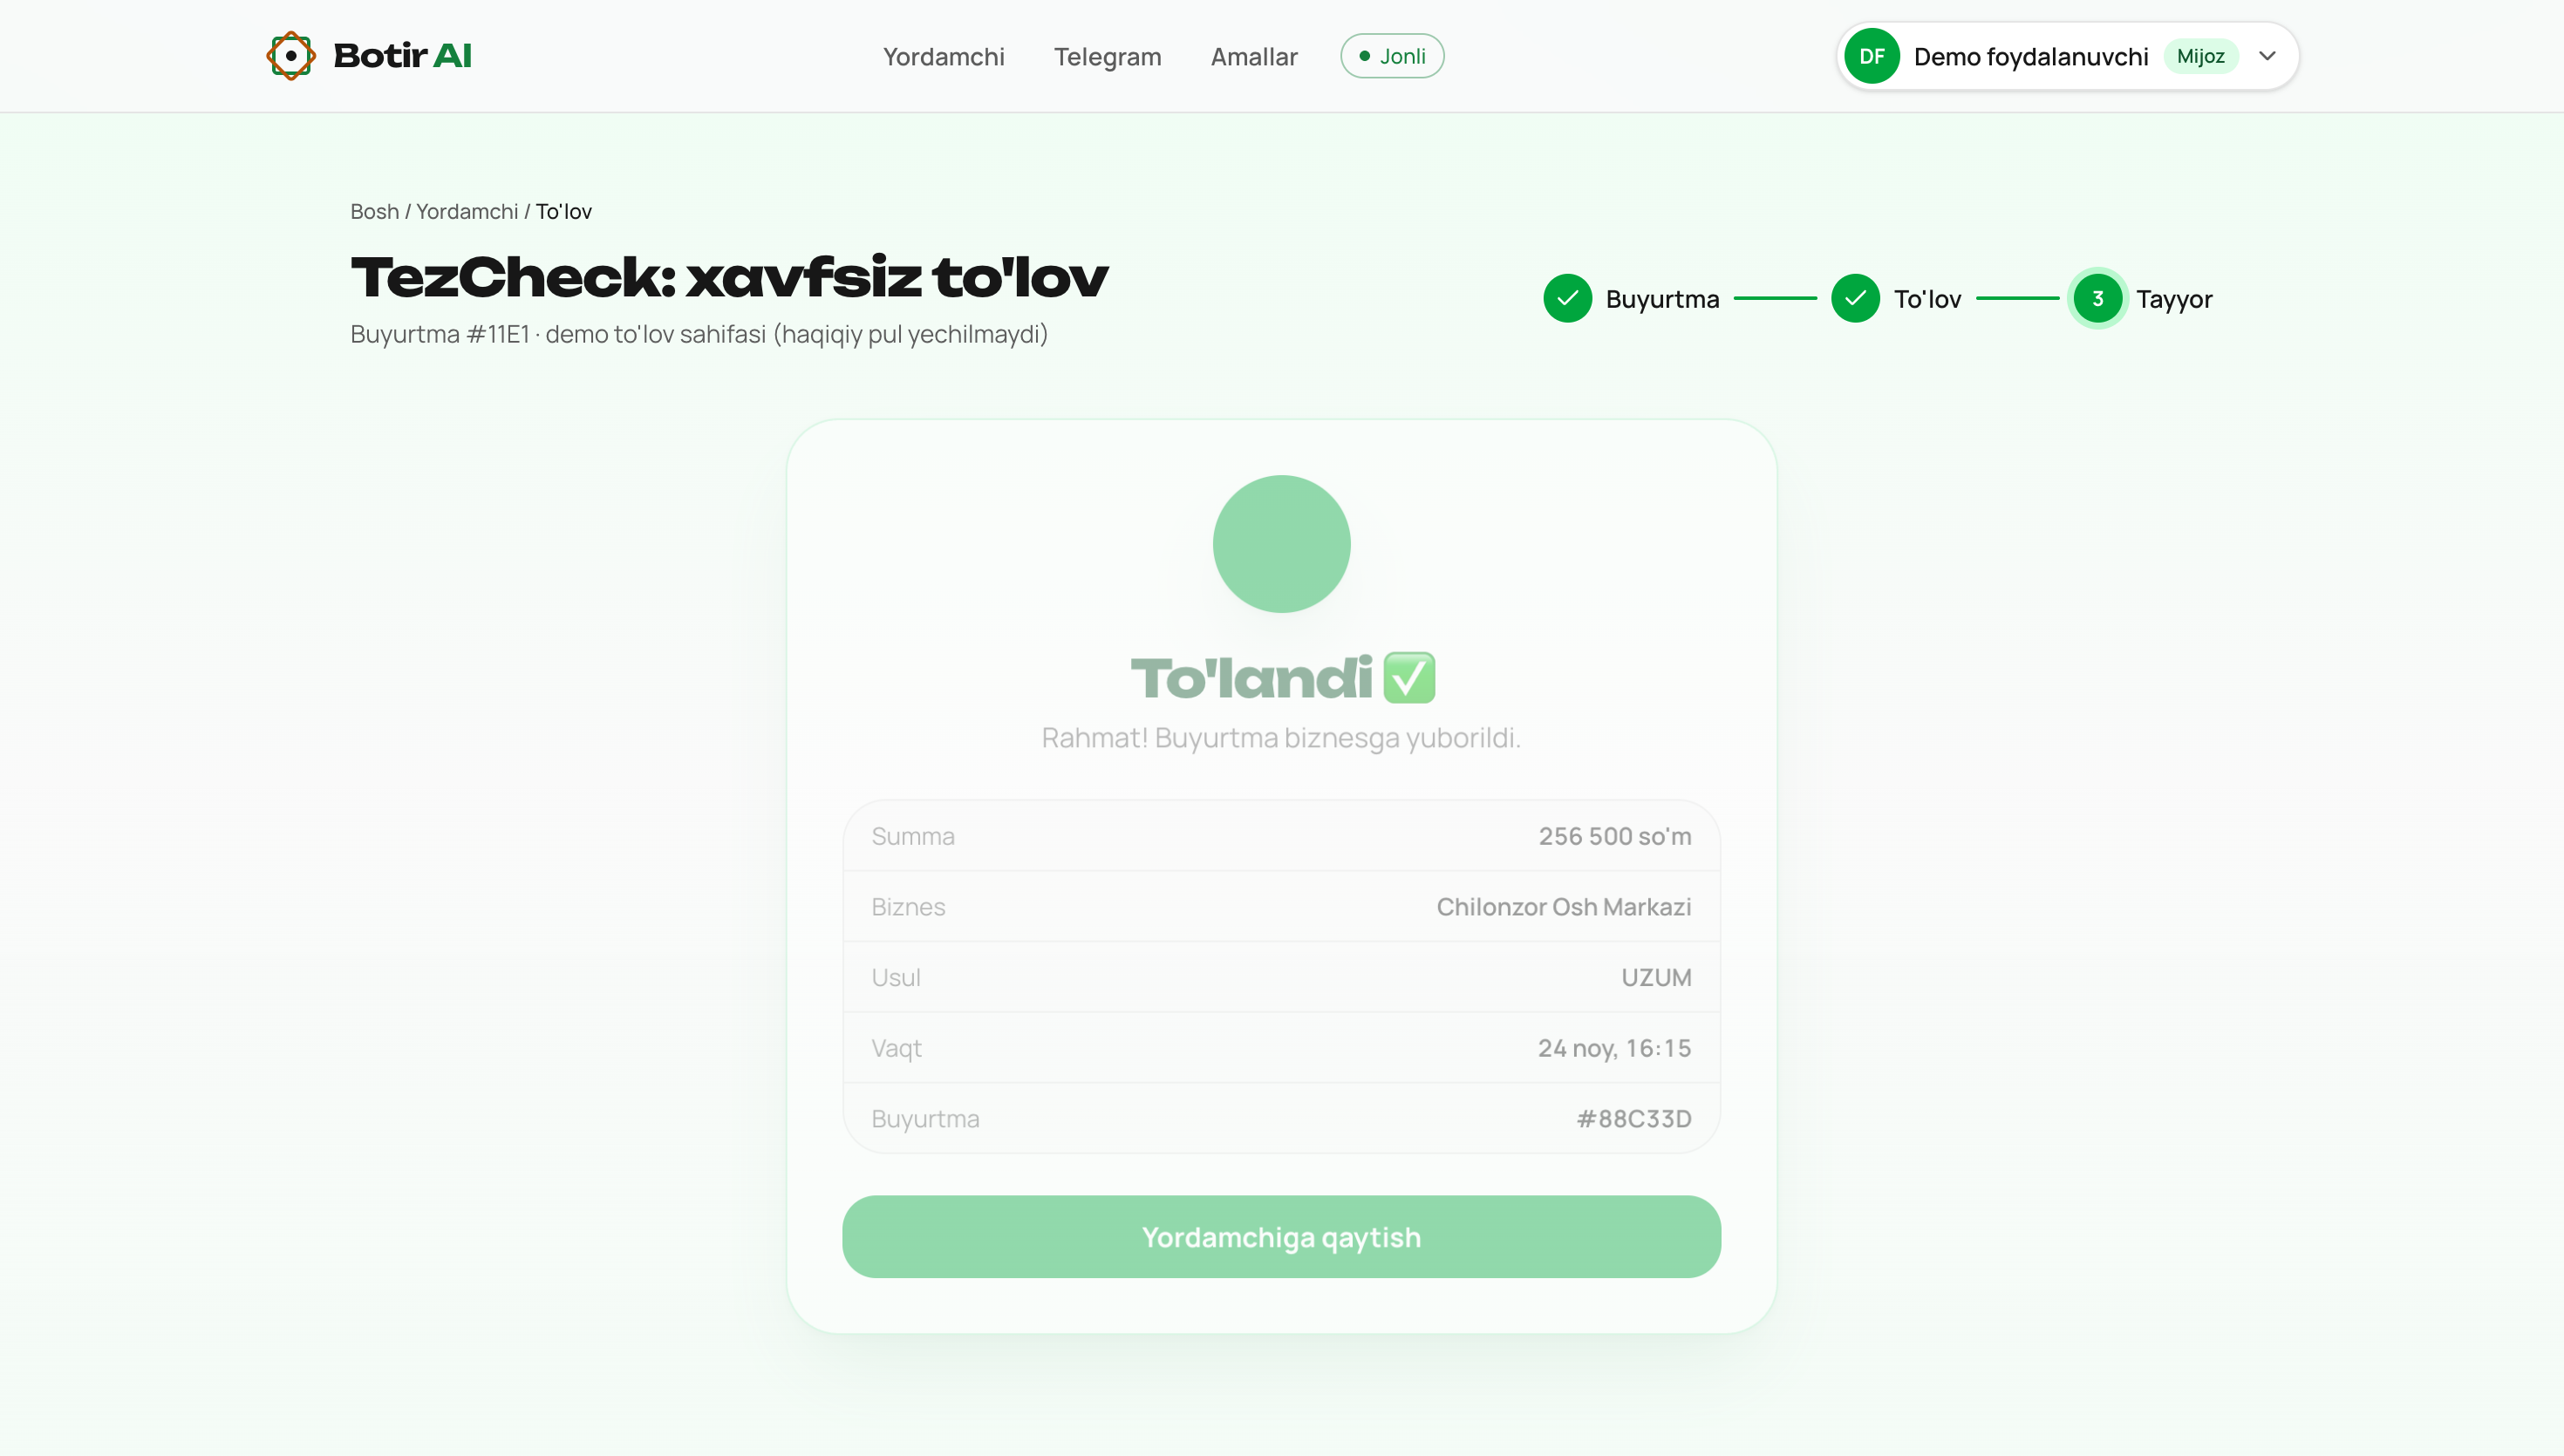 Botir AI
Yordamchi
Telegram
Amallar
Jonli
DF
Demo foydalanuvchi
Mijoz
Bosh / Yordamchi / To'lov
TezCheck: xavfsiz to'lov
Buyurtma #11E1 · demo to'lov sahifasi (haqiqiy pul yechilmaydi)
Buyurtma
To'lov
3
Tayyor
To'landi ✅
Rahmat! Buyurtma biznesga yuborildi.
Summa 256 500 so'm
Biznes Chilonzor Osh Markazi
Usul UZUM
Vaqt 24 noy, 16:15
Buyurtma #88C33D
Yordamchiga qaytish